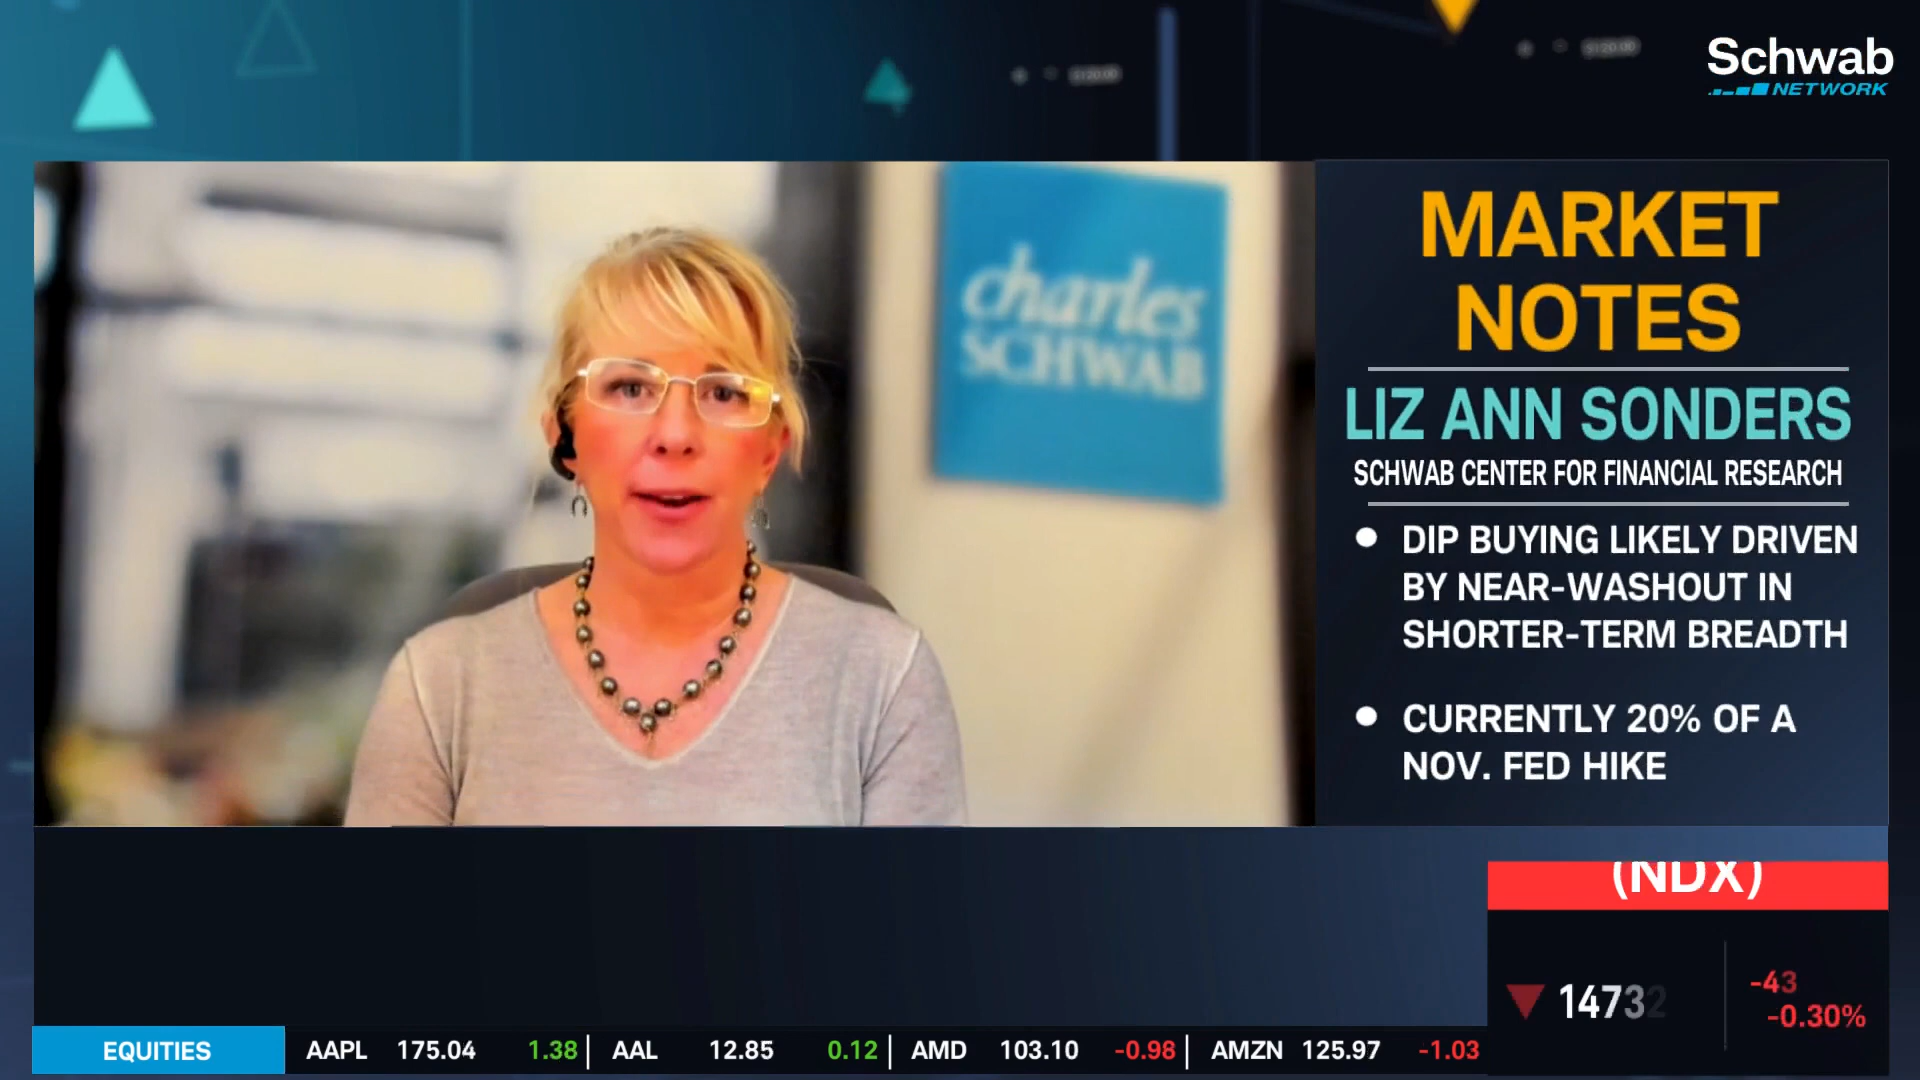 Schwab
NETWORK
charles
SCHWAB
MARKET
NOTES
LIZ ANN SONDERS
SCHWAB CENTER FOR FINANCIAL RESEARCH
• DIP BUYING LIKELY DRIVEN
BY NEAR-WASHOUT IN
SHORTER-TERM BREADTH
• CURRENTLY 20% OF A
NOV. FED HIKE
(NDX)
▼ 14732
-43
-0.30%
EQUITIES AAPL 175.04 1.38 | AAL 12.85 0.12 | AMD 103.10 -0.98 | AMZN 125.97 -1.03